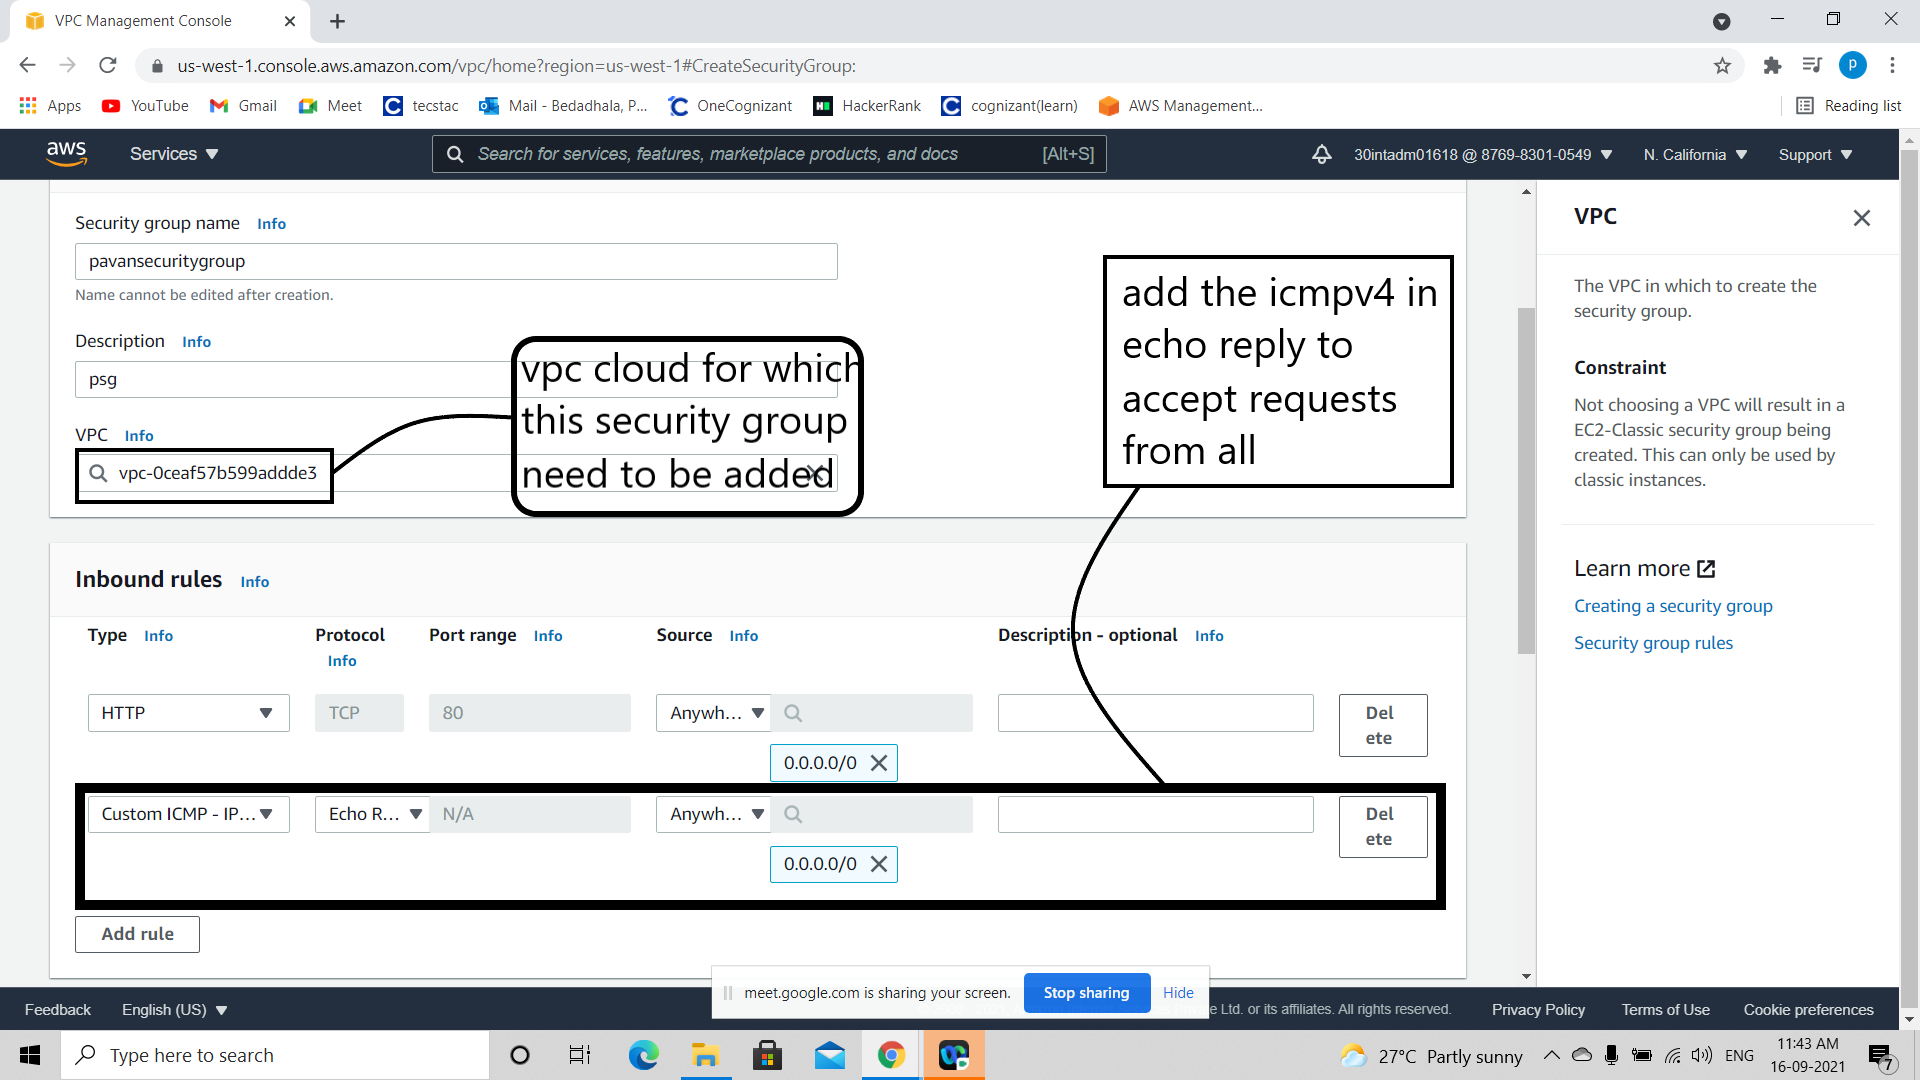 VPC Management Console
us-west-1.console.aws.amazon.com/vpc/home?region=us-west-1#CreateSecurityGroup:
P
Apps YouTube Gmail Meet tecstac Mail - Bedadhala, P... OneCognizant HackerRank cognizant(learn) AWS Management... Reading list
aws Services Search for services, features, marketplace products, and docs [Alt+S] 30intadm01618 @ 8769-8301-0549 N. California Support
Security group name Info
pavansecuritygroup
Name cannot be edited after creation.
Description Info
psg
VPC Info
vpc-0ceaf57b599addde3
vpc cloud for which
this security group
need to be added
add the icmpv4 in
echo reply to
accept requests
from all
Inbound rules Info
Type Info Protocol Port range Info Source Info Description - optional Info
Info
HTTP TCP 80 Anywh... Del
ete
0.0.0.0/0
Custom ICMP - IP... Echo R... N/A Anywh... Del
ete
0.0.0.0/0
Add rule
VPC
The VPC in which to create the
security group.
Constraint
Not choosing a VPC will result in a
EC2-Classic security group being
created. This can only be used by
classic instances.
Learn more
Creating a security group
Security group rules
meet.google.com is sharing your screen. Stop sharing Hide
Feedback English (US) Ltd. or its affiliates. All rights reserved. Privacy Policy Terms of Use Cookie preferences
Type here to search 27°C Partly sunny ENG 11:43 AM
16-09-2021 7